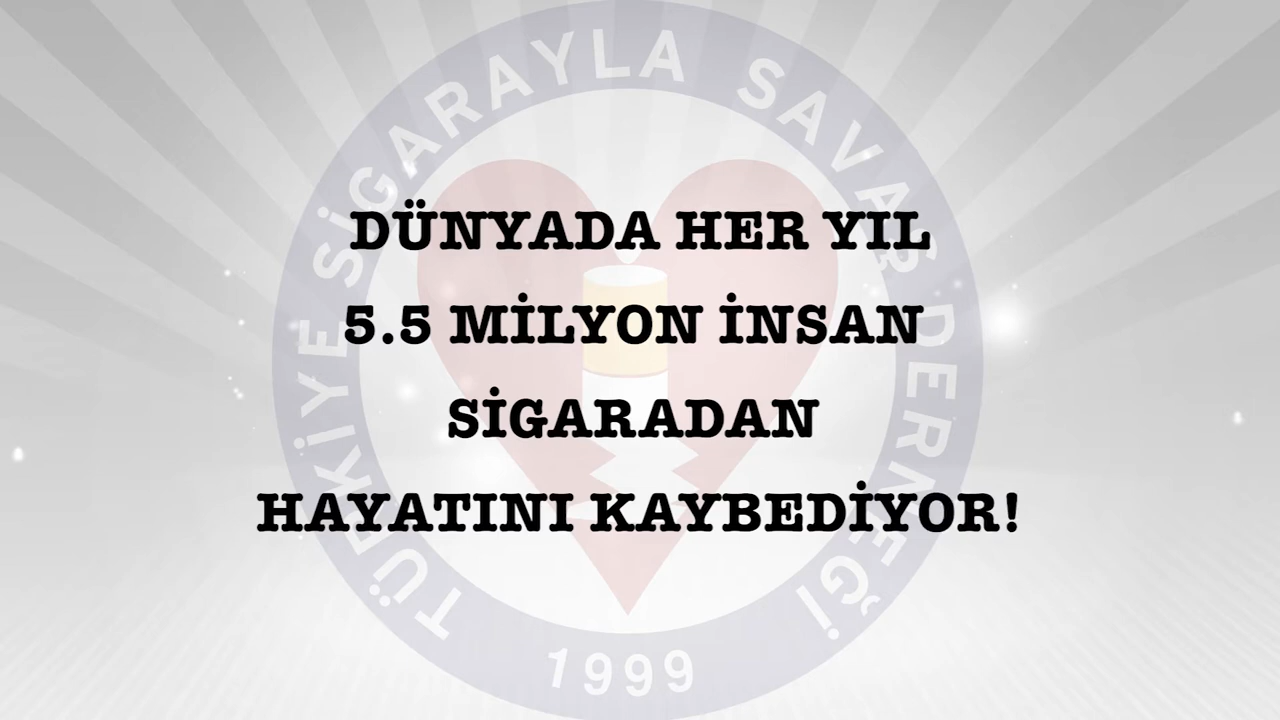 TÜRKİYE SİGARAYLA SAVAŞ DERNEĞİ
DÜNYADA HER YIL
5.5 MİLYON İNSAN
SİGARADAN
HAYATINI KAYBEDİYOR!
1999